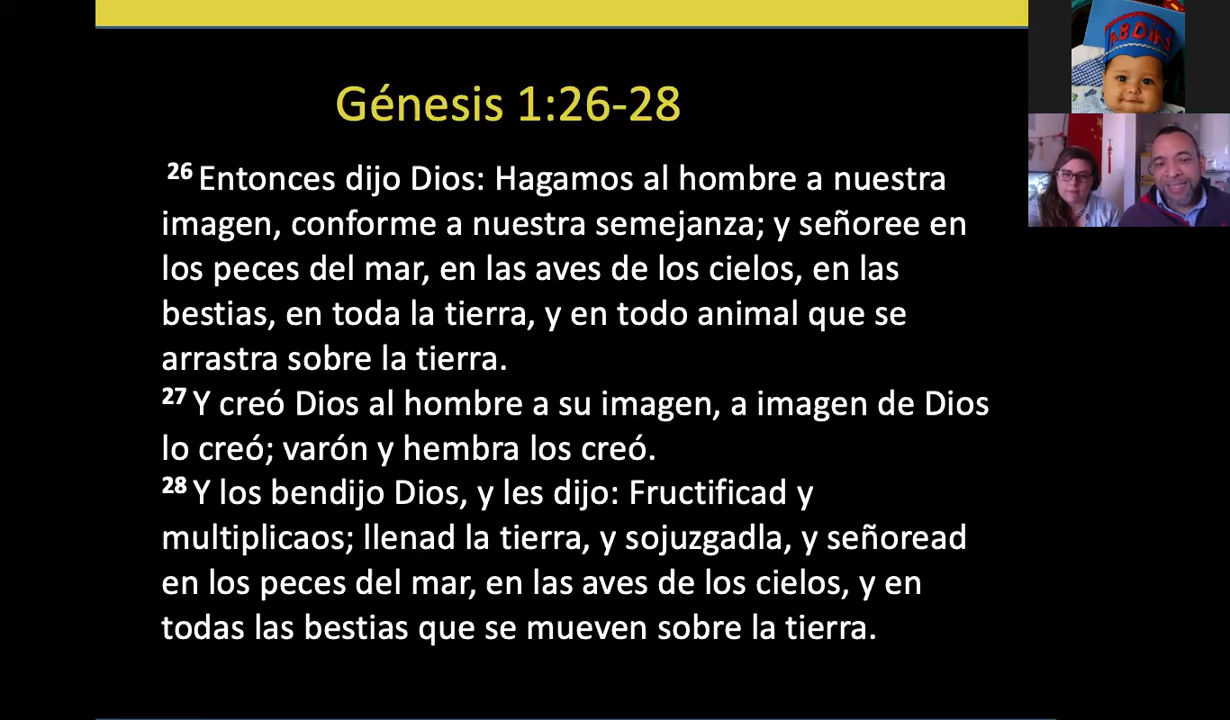 Génesis 1:26-28
26 Entonces dijo Dios: Hagamos al hombre a nuestra
imagen, conforme a nuestra semejanza; y señoree en
los peces del mar, en las aves de los cielos, en las
bestias, en toda la tierra, y en todo animal que se
arrastra sobre la tierra.
27 Y creó Dios al hombre a su imagen, a imagen de Dios
lo creó; varón y hembra los creó.
28 Y los bendijo Dios, y les dijo: Fructificad y
multiplicaos; llenad la tierra, y sojuzgadla, y señoread
en los peces del mar, en las aves de los cielos, y en
todas las bestias que se mueven sobre la tierra.